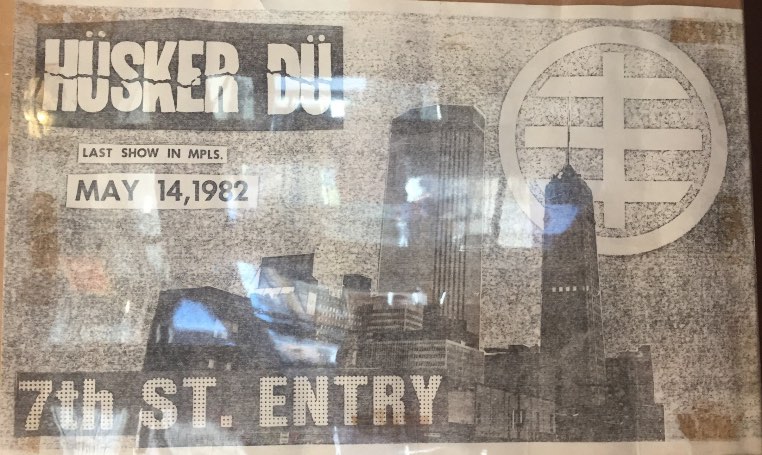 HÜSKER DÜ
LAST SHOW IN MPLS.
MAY 14,1982
7th ST. ENTRY